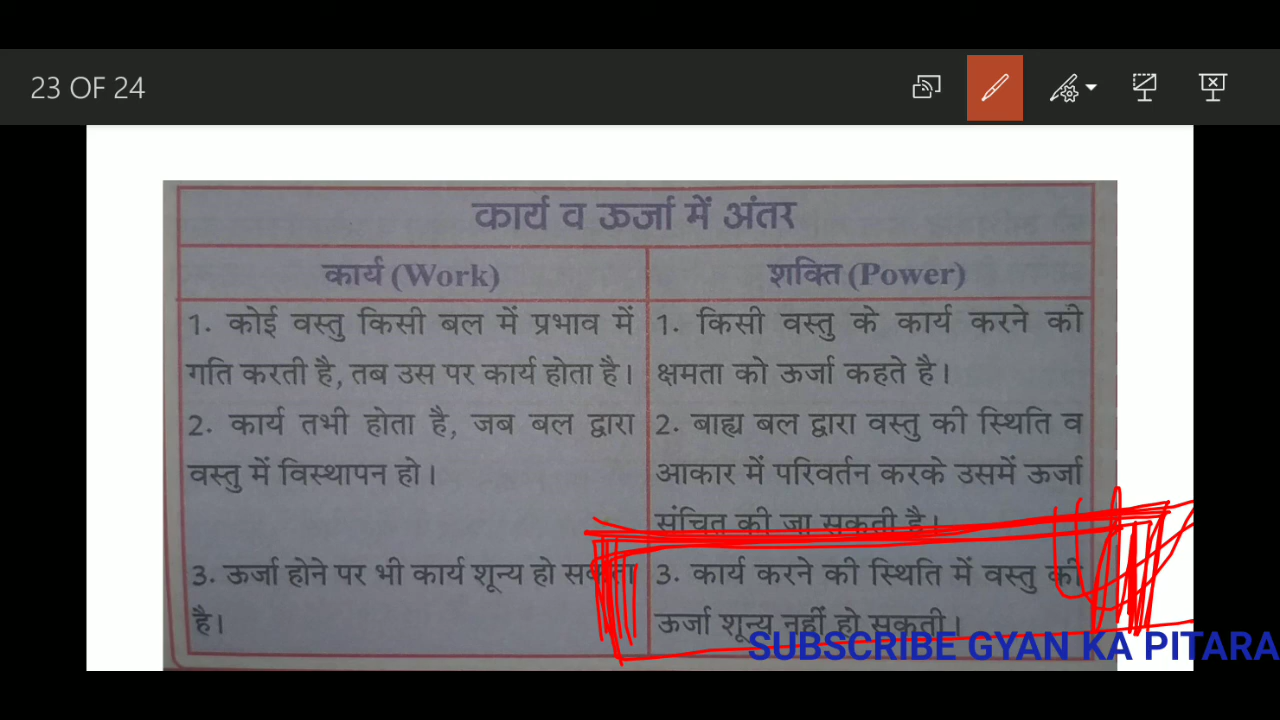 23 OF 24
कार्य व ऊर्जा में अंतर
कार्य (Work)
शक्ति (Power)
1. कोई वस्तु किसी बल में प्रभाव में
गति करती है, तब उस पर कार्य होता है।
2. कार्य तभी होता है, जब बल द्वारा
वस्तु में विस्थापन हो।
3. ऊर्जा होने पर भी कार्य शून्य हो सकता
है।
1. किसी वस्तु के कार्य करने की
क्षमता को ऊर्जा कहते है।
2. बाह्य बल द्वारा वस्तु की स्थिति व
आकार में परिवर्तन करके उसमें ऊर्जा
संचित की जा सकती है।
3. कार्य करने की स्थिति में वस्तु की
ऊर्जा शून्य नहीं हो सकती।
SUBSCRIBE GYAN KA PITARA